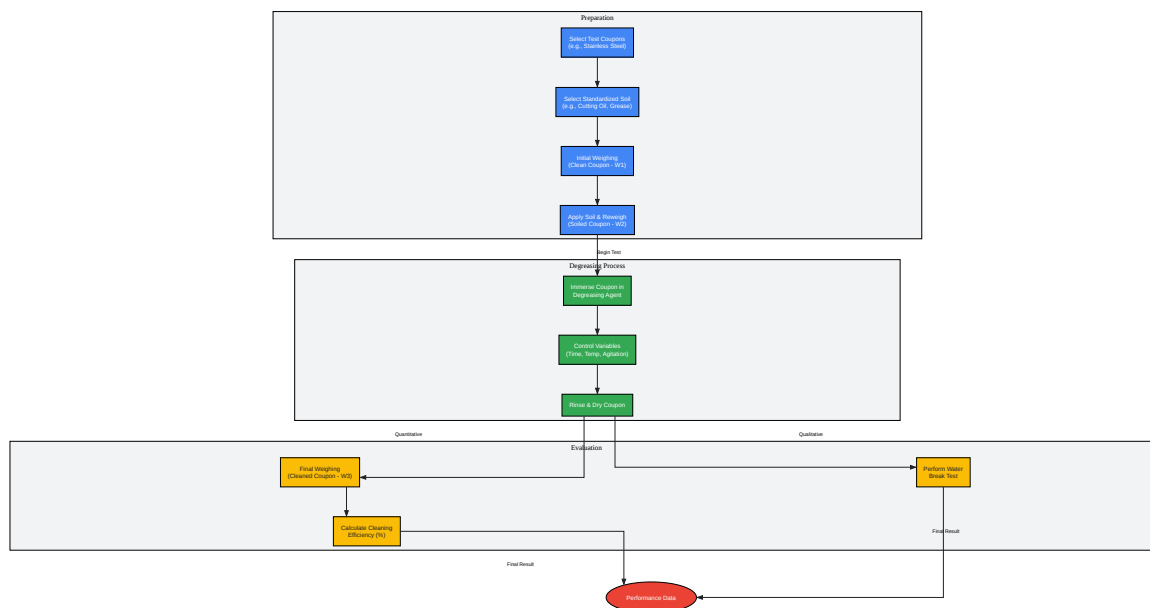 Preparation
Select Test Coupons
(e.g., Stainless Steel)
Select Standardized Soil
(e.g., Cutting Oil, Grease)
Initial Weighing
(Clean Coupon - W1)
Apply Soil & Reweigh
(Soiled Coupon - W2)
Begin Test
Degreasing Process
Immerse Coupon in
Degreasing Agent
Control Variables
(Time, Temp, Agitation)
Rinse & Dry Coupon
Quantitative
Qualitative
Evaluation
Final Weighing
(Cleaned Coupon - W3)
Perform Water
Break Test
Calculate Cleaning
Efficiency (%)
Final Result
Final Result
Performance Data